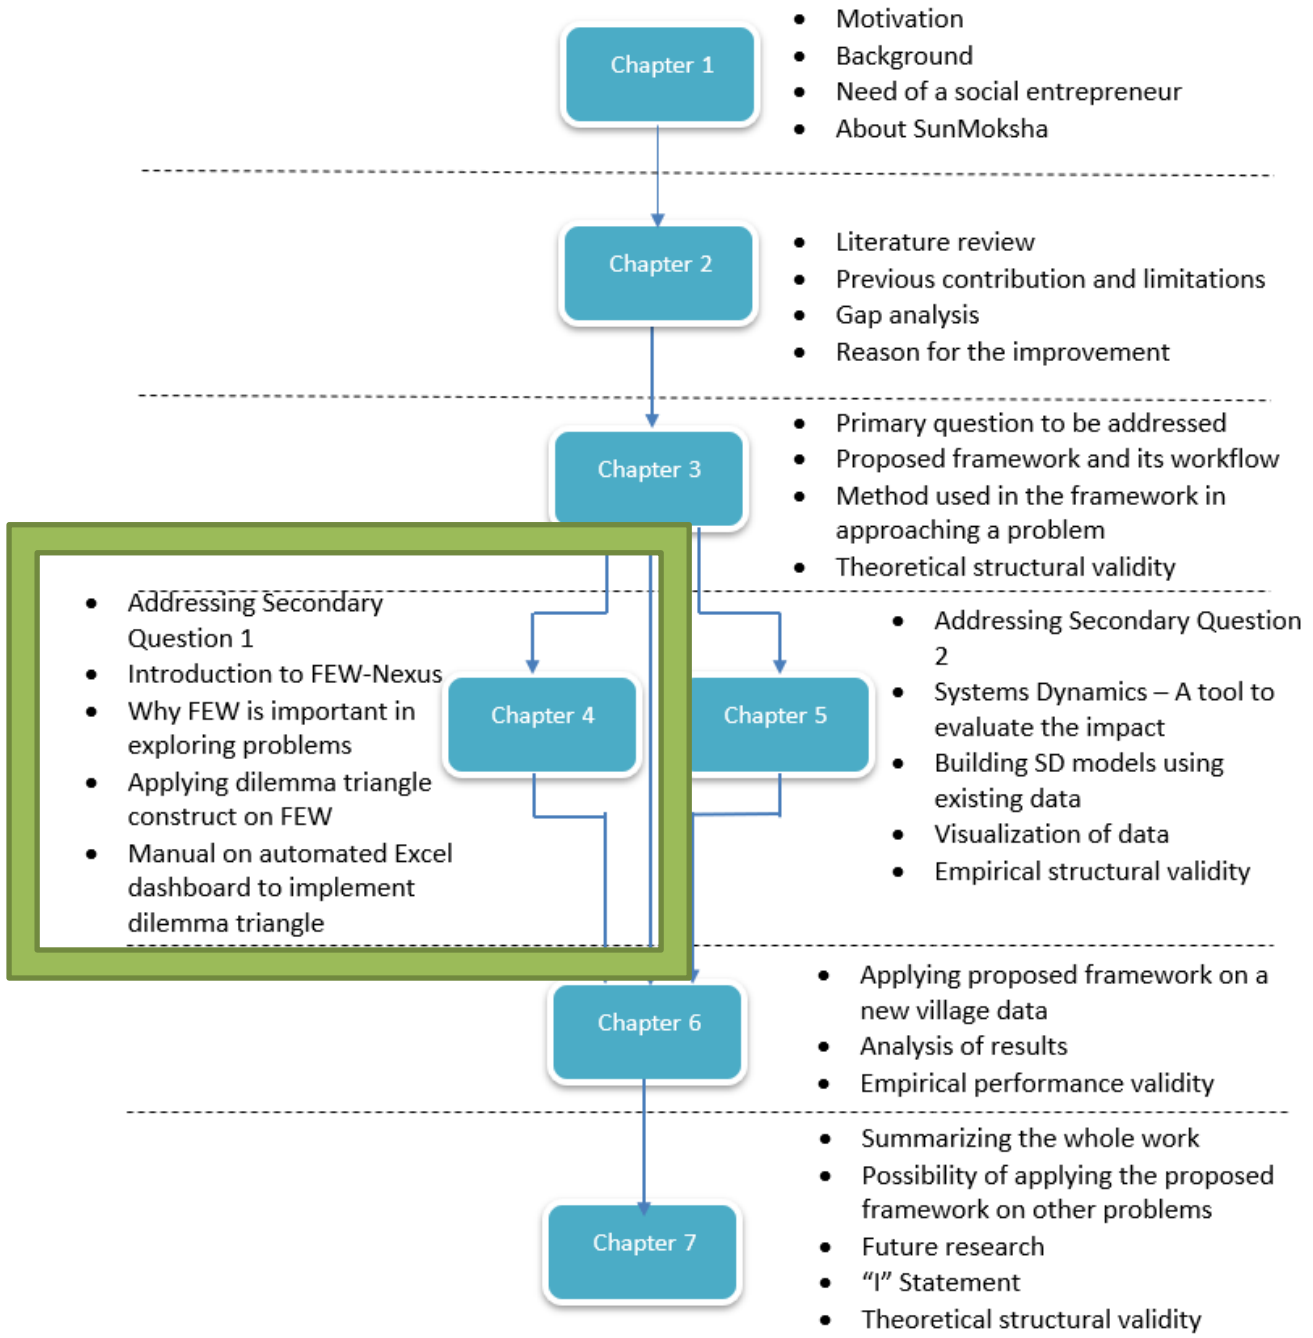 Chapter 1
• Motivation
• Background
• Need of a social entrepreneur
• About SunMoksha
Chapter 2
• Literature review
• Previous contribution and limitations
• Gap analysis
• Reason for the improvement
Chapter 3
• Primary question to be addressed
• Proposed framework and its workflow
• Method used in the framework in
approaching a problem
• Theoretical structural validity
• Addressing Secondary
Question 1
• Introduction to FEW-Nexus
• Why FEW is important in
exploring problems
• Applying dilemma triangle
construct on FEW
• Manual on automated Excel
dashboard to implement
dilemma triangle
Chapter 4
Chapter 5
• Addressing Secondary Question
2
• Systems Dynamics – A tool to
evaluate the impact
• Building SD models using
existing data
• Visualization of data
• Empirical structural validity
Chapter 6
• Applying proposed framework on a
new village data
• Analysis of results
• Empirical performance validity
Chapter 7
• Summarizing the whole work
• Possibility of applying the proposed
framework on other problems
• Future research
• “I” Statement
• Theoretical structural validity